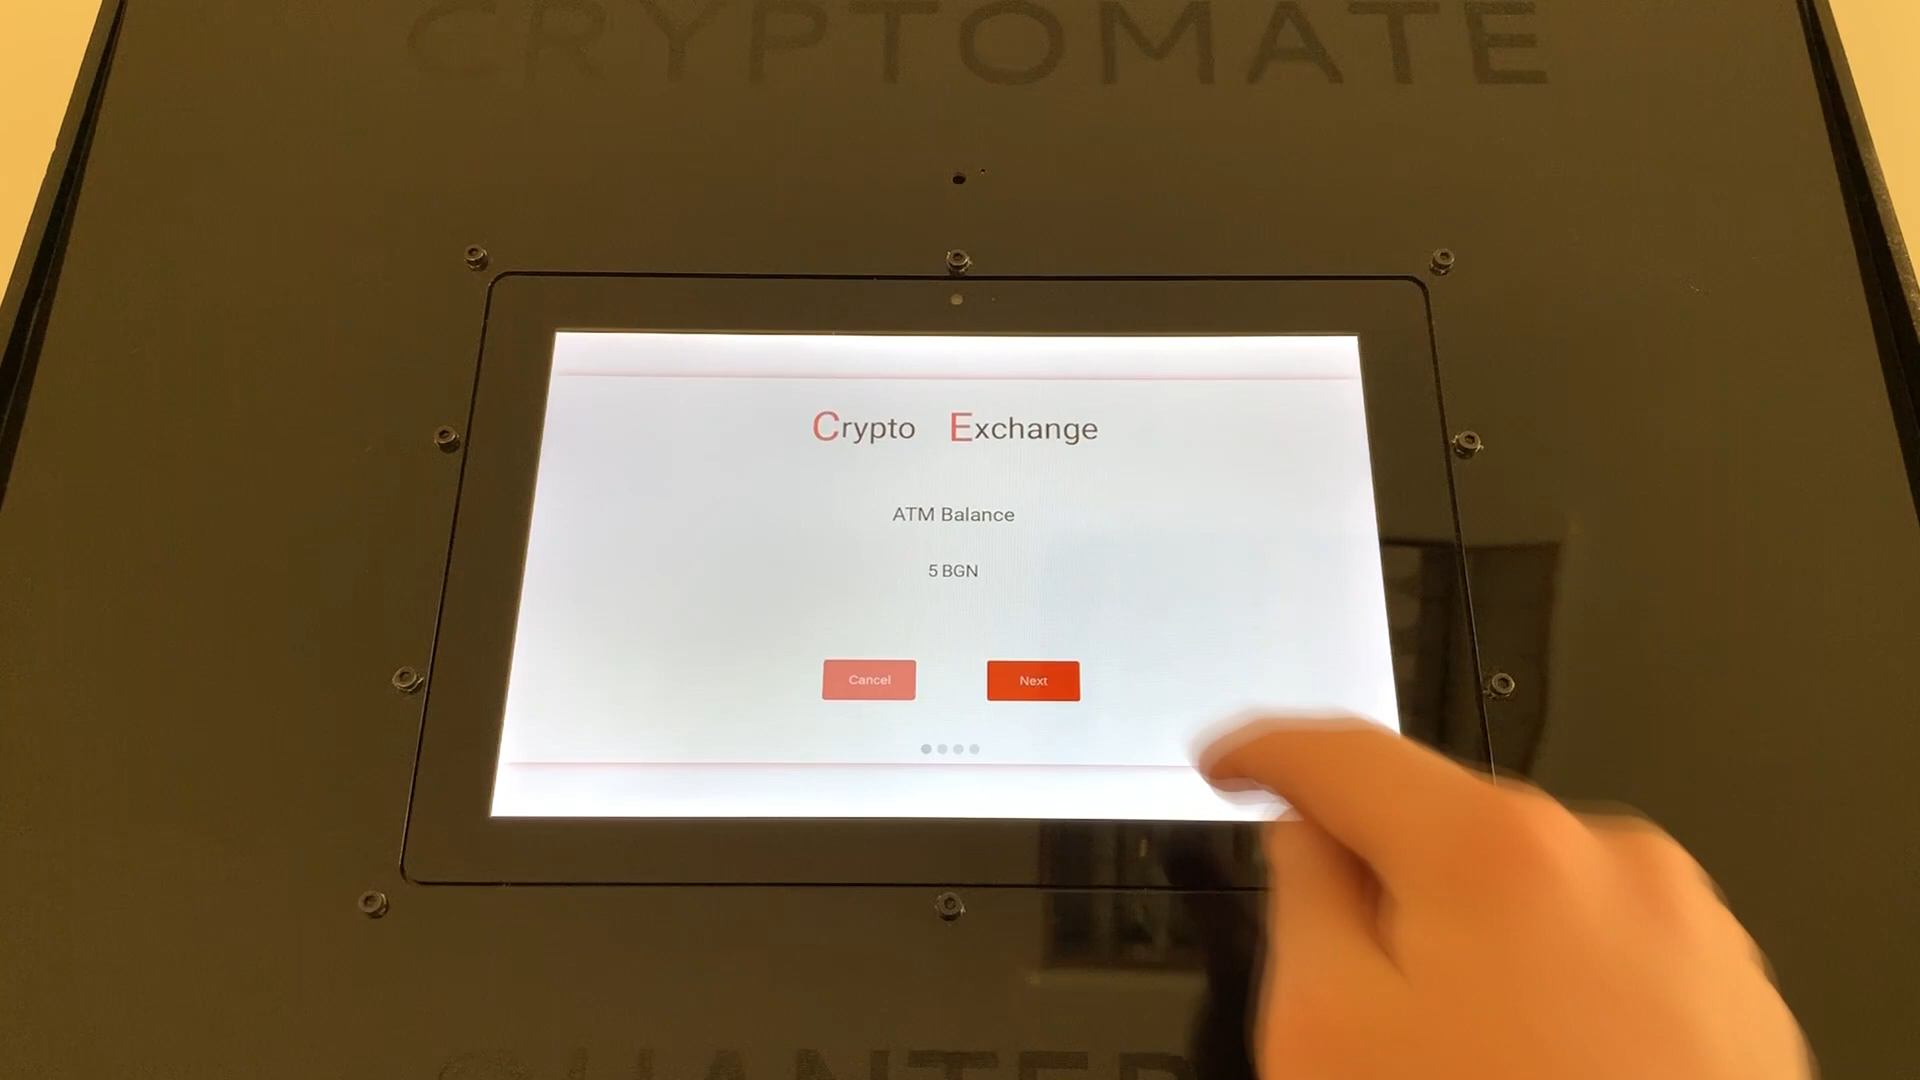 CRYPTOMATE
Crypto Exchange
ATM Balance
5 BGN
Cancel
Next